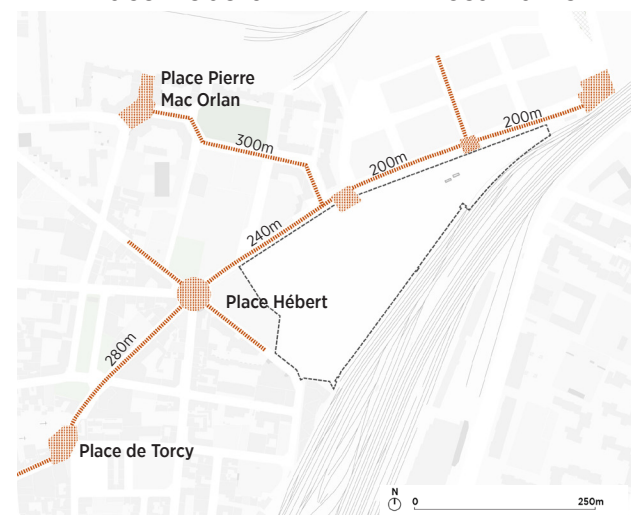 Place Pierre
Mac Orlan
200m
300m
200m
240m
Place Hébert
280m
Place de Torcy
N
0
250m